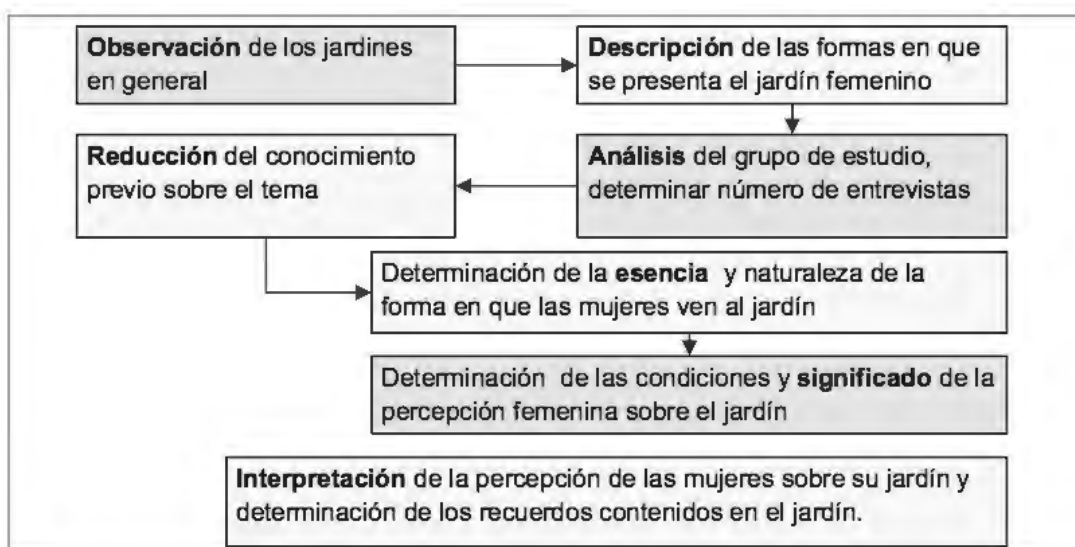 Observación de los jardines
en general
Descripción de las formas en que
se presenta el jardín femenino
Análisis del grupo de estudio,
determinar número de entrevistas
Reducción del conocimiento
previo sobre el tema
Determinación de la esencia y naturaleza de la
forma en que las mujeres ven al jardín
Determinación de las condiciones y significado de la
percepción femenina sobre el jardín
Interpretación de la percepción de las mujeres sobre su jardín y
determinación de los recuerdos contenidos en el jardín.